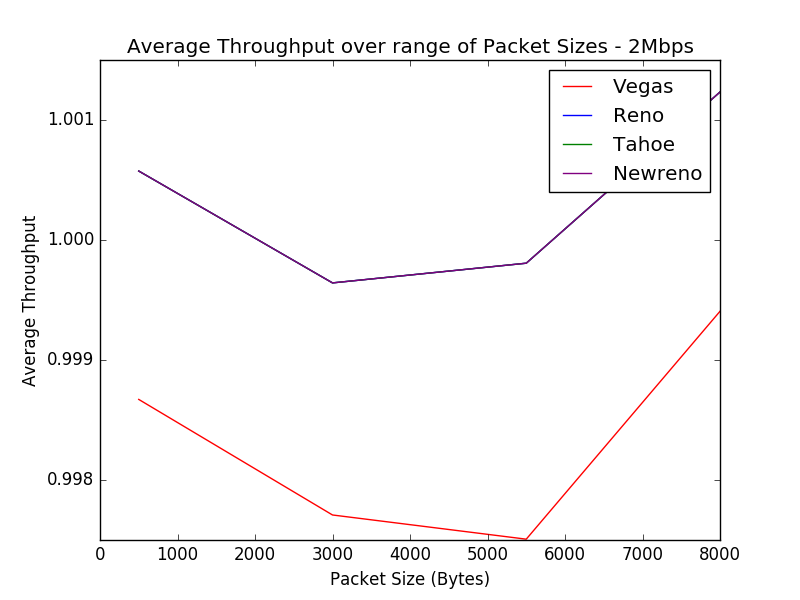 Average Throughput over range of Packet Sizes - 2Mbps
Vegas
Reno
Tahoe
Newreno
1.001
1.000
0.999
0.998
Average Throughput
0 1000 2000 3000 4000 5000 6000 7000 8000
Packet Size (Bytes)